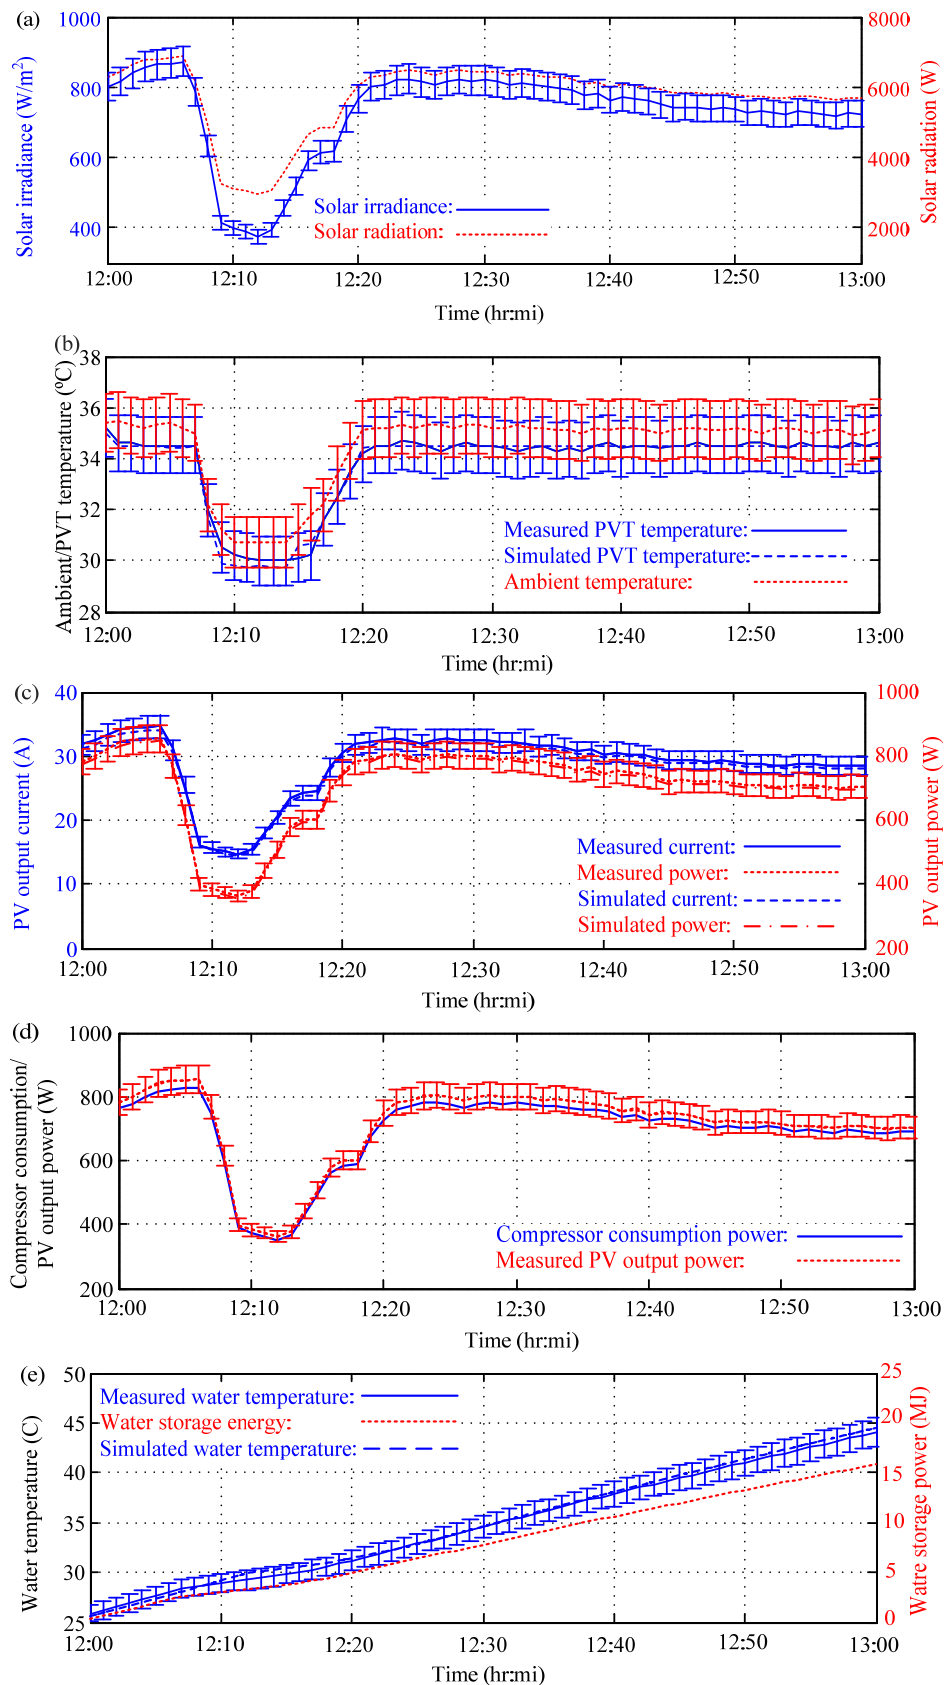 (a)
1000
800
600
400
Solar irradiance (W/m²)
8000
6000
4000
2000
0
Solar radiation (W)
Solar irradiance:
Solar radiation:
12:00 12:10 12:20 12:30 12:40 12:50 13:00
Time (hr:mi)
(b)
38
36
34
32
30
28
Ambient/PVT temperature (ºC)
Measured PVT temperature:
Simulated PVT temperature:
Ambient temperature:
12:00 12:10 12:20 12:30 12:40 12:50 13:00
Time (hr:mi)
(c)
40
30
20
10
0
PV output current (A)
1000
800
600
400
200
PV output power (W)
Measured current:
Measured power:
Simulated current:
Simulated power:
12:00 12:10 12:20 12:30 12:40 12:50 13:00
Time (hr:mi)
(d)
1000
800
600
400
200
Compressor consumption/
PV output power (W)
Compressor consumption power:
Measured PV output power:
12:00 12:10 12:20 12:30 12:40 12:50 13:00
Time (hr:mi)
(e)
50
45
40
35
30
25
Water temperature (C)
25
20
15
10
5
0
Watre storage power (MJ)
Measured water temperature:
Water storage energy:
Simulated water temperature:
12:00 12:10 12:20 12:30 12:40 12:50 13:00
Time (hr:mi)